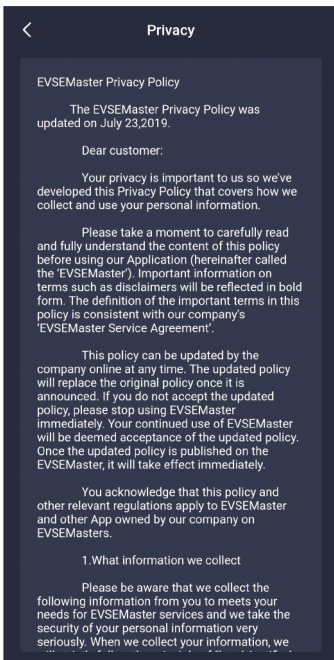 Privacy
EVSEMaster Privacy Policy
The EVSEMaster Privacy Policy was
updated on July 23,2019.
Dear customer:
Your privacy is important to us so we've
developed this Privacy Policy that covers how we
collect and use your personal information.
Please take a moment to carefully read
and fully understand the content of this policy
before using our Application (hereinafter called
the ‘EVSEMaster’). Important information on
terms such as disclaimers will be reflected in bold
form. The definition of the important terms in this
policy is consistent with our company's
‘EVSEMaster Service Agreement’.
This policy can be updated by the
company online at any time. The updated policy
will replace the original policy once it is
announced. If you do not accept the updated
policy, please stop using EVSEMaster
immediately. Your continued use of EVSEMaster
will be deemed acceptance of the updated policy.
Once the updated policy is published on the
EVSEMaster, it will take effect immediately.
You acknowledge that this policy and
other relevant regulations apply to EVSEMaster
and other App owned by our company on
EVSEMasters.
1.What information we collect
Please be aware that we collect the
following information from you to meets your
needs for EVSEMaster services and we take the
security of your personal information very
seriously. When we collect your information, we